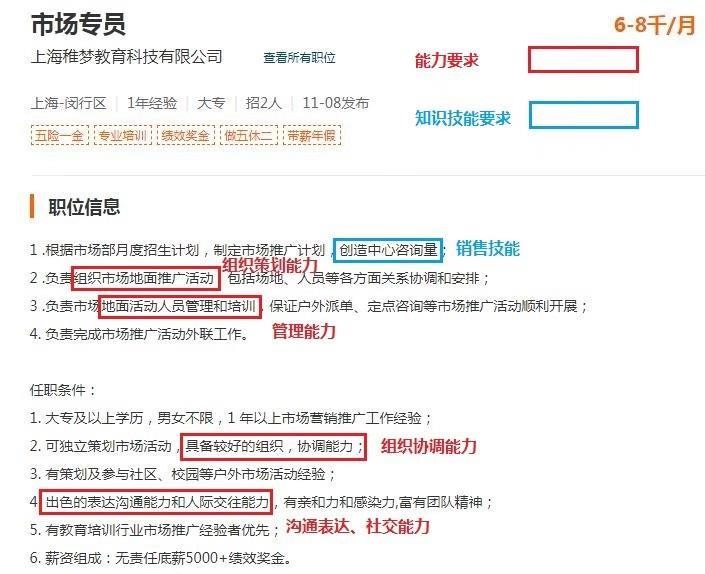 市场专员
6-8千/月
上海稚梦教育科技有限公司 查看所有职位
能力要求
上海-闵行区 | 1年经验 | 大专 | 招2人 | 11-08发布
知识技能要求
五险一金 专业培训 绩效奖金 做五休二 带薪年假
职位信息
1 .根据市场部月度招生计划，制定市场推广计划，创造中心咨询量； 销售技能
组织策划能力
2 .负责组织市场地面推广活动，包括场地、人员等各方面关系协调和安排；
3 .负责市场地面活动人员管理和培训，保证户外派单、定点咨询等市场推广活动顺利开展；
4. 负责完成市场推广活动外联工作。 管理能力
任职条件：
1. 大专及以上学历，男女不限，1 年以上市场营销推广工作经验；
2. 可独立策划市场活动，具备较好的组织，协调能力； 组织协调能力
3. 有策划及参与社区、校园等户外市场活动经验；
4. 出色的表达沟通能力和人际交往能力，有亲和力和感染力,富有团队精神；
5. 有教育培训行业市场推广经验者优先； 沟通表达、社交能力
6. 薪资组成：无责任底薪5000+绩效奖金。